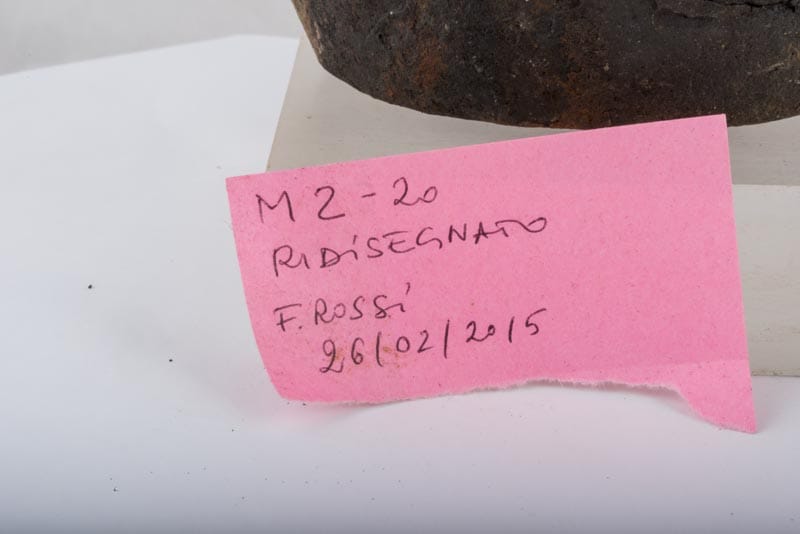 M2-20
RIDISEGNATO
F. ROSSI
26/02/2015